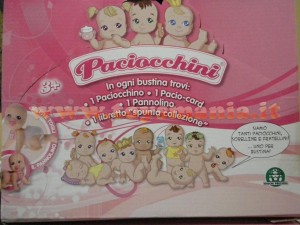 Paciocchini
3+
In ogni bustina trovi:
• 1 Paciocchino • 1 Pacio-card
• 1 Pannolino
• 1 libretto "spunta collezione"
SIAMO
TANTI PACIOCCHINI,
SORELLINE E FRATELLINI,
UNO PER
BUSTINA!